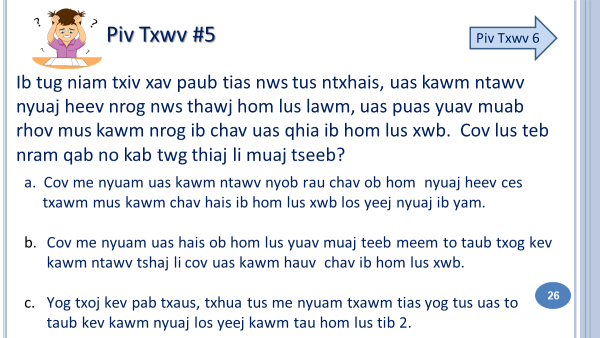 ? ?
Piv Txwv #5
Piv Txwv 6
Ib tug niam txiv xav paub tias nws tus ntxhais, uas kawm ntawv
nyuaj heev nrog nws thawj hom lus lawm, uas puas yuav muab
rhov mus kawm nrog ib chav uas qhia ib hom lus xwb. Cov lus teb
nram qab no kab twg thiaj li muaj tseeb?
a. Cov me nyuam uas kawm ntawv nyob rau chav ob hom nyuaj heev ces
txawm mus kawm chav hais ib hom lus xwb los yeej nyuaj ib yam.
b. Cov me nyuam uas hais ob hom lus yuav muaj teeb meem to taub txog kev
kawm ntawv tshaj li cov uas kawm hauv chav ib hom lus xwb.
c. Yog txoj kev pab txaus, txhua tus me nyuam txawm tias yog tus uas to
taub kev kawm nyuaj los yeej kawm tau hom lus tib 2.
26